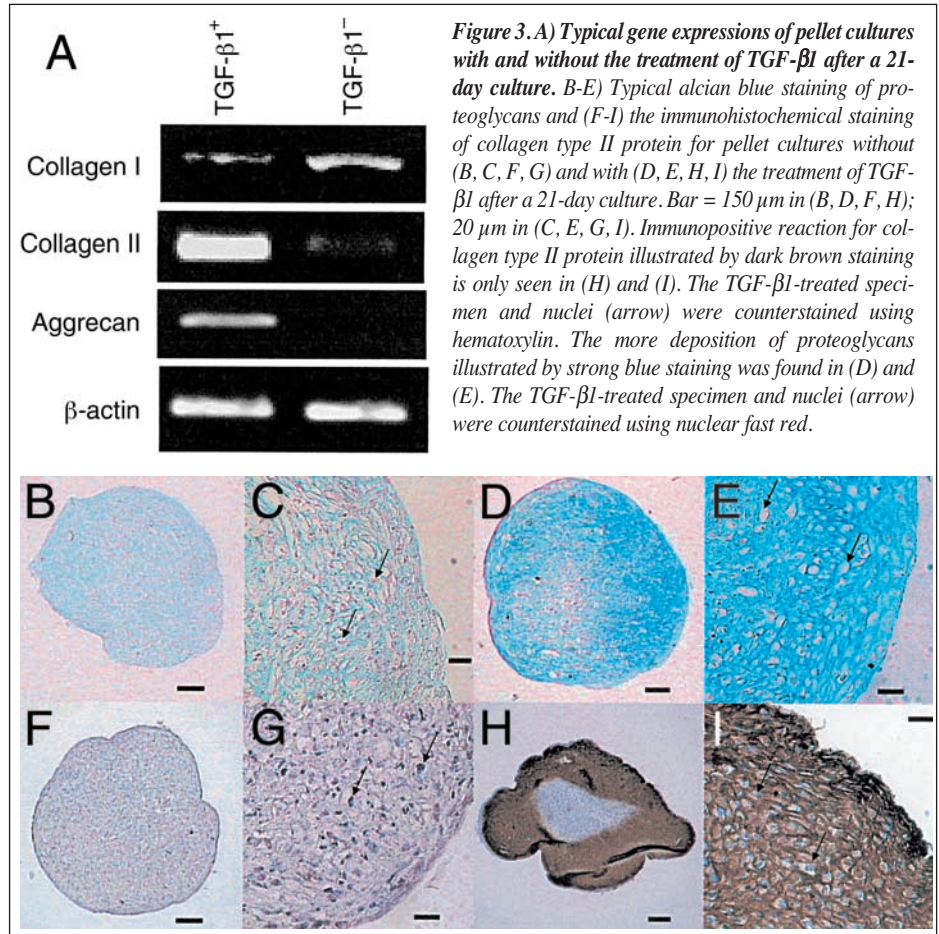 A
TGF-β1+
TGF-β1−
Collagen I
Collagen II
Aggrecan
β-actin
Figure 3. A) Typical gene expressions of pellet cultures
with and without the treatment of TGF-β1 after a 21-
day culture. B-E) Typical alcian blue staining of pro-
teoglycans and (F-I) the immunohistochemical staining
of collagen type II protein for pellet cultures without
(B, C, F, G) and with (D, E, H, I) the treatment of TGF-
β1 after a 21-day culture. Bar = 150 µm in (B, D, F, H);
20 µm in (C, E, G, I). Immunopositive reaction for col-
lagen type II protein illustrated by dark brown staining
is only seen in (H) and (I). The TGF-β1-treated speci-
men and nuclei (arrow) were counterstained using
hematoxylin. The more deposition of proteoglycans
illustrated by strong blue staining was found in (D) and
(E). The TGF-β1-treated specimen and nuclei (arrow)
were counterstained using nuclear fast red.
B
C
D
E
F
G
H
I